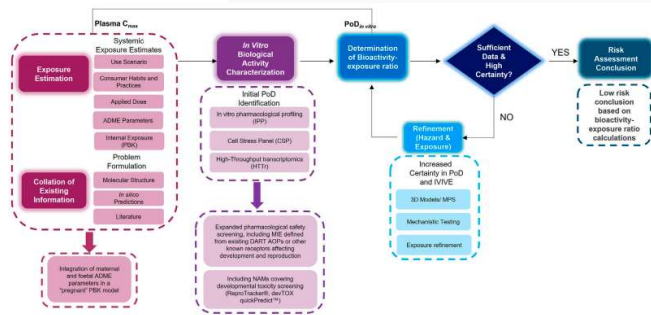 Plasma Cmax
PoDin vitro
Systemic
Exposure Estimates
Exposure
Estimation
Use Scenario
Consumer Habits and
Practices
Applied Dose
ADME Parameters
Internal Exposure
(PBK)
Problem
Formulation
Collation of
Existing
Information
Molecular Structure
In silico
Predictions
Literature
Integration of maternal
and foetal ADME
parameters in a
"pregnant" PBK model
In Vitro
Biological
Activity
Characterization
Initial PoD
Identification
In vitro pharmacological profiling
(IPP)
Cell Stress Panel (CSP)
High-Throughput transcriptomics
(HTTr)
Expanded pharmacological safety
screening, including MIE defined
from existing DART AOPs or other
known receptors affecting
development and reproduction
Including NAMs covering
developmental toxicity screening
(ReproTracker®, devTOX
quickPredict™)
Determination
of Bioactivity-
exposure ratio
Sufficient
Data &
High
Certainty?
YES
NO
Refinement
(Hazard &
Exposure)
Increased
Certainty in PoD
and IVIVE
3D Models/ MPS
Mechanistic Testing
Exposure refinement
Risk
Assessment
Conclusion
Low risk
conclusion
based on
bioactivity-
exposure ratio
calculations